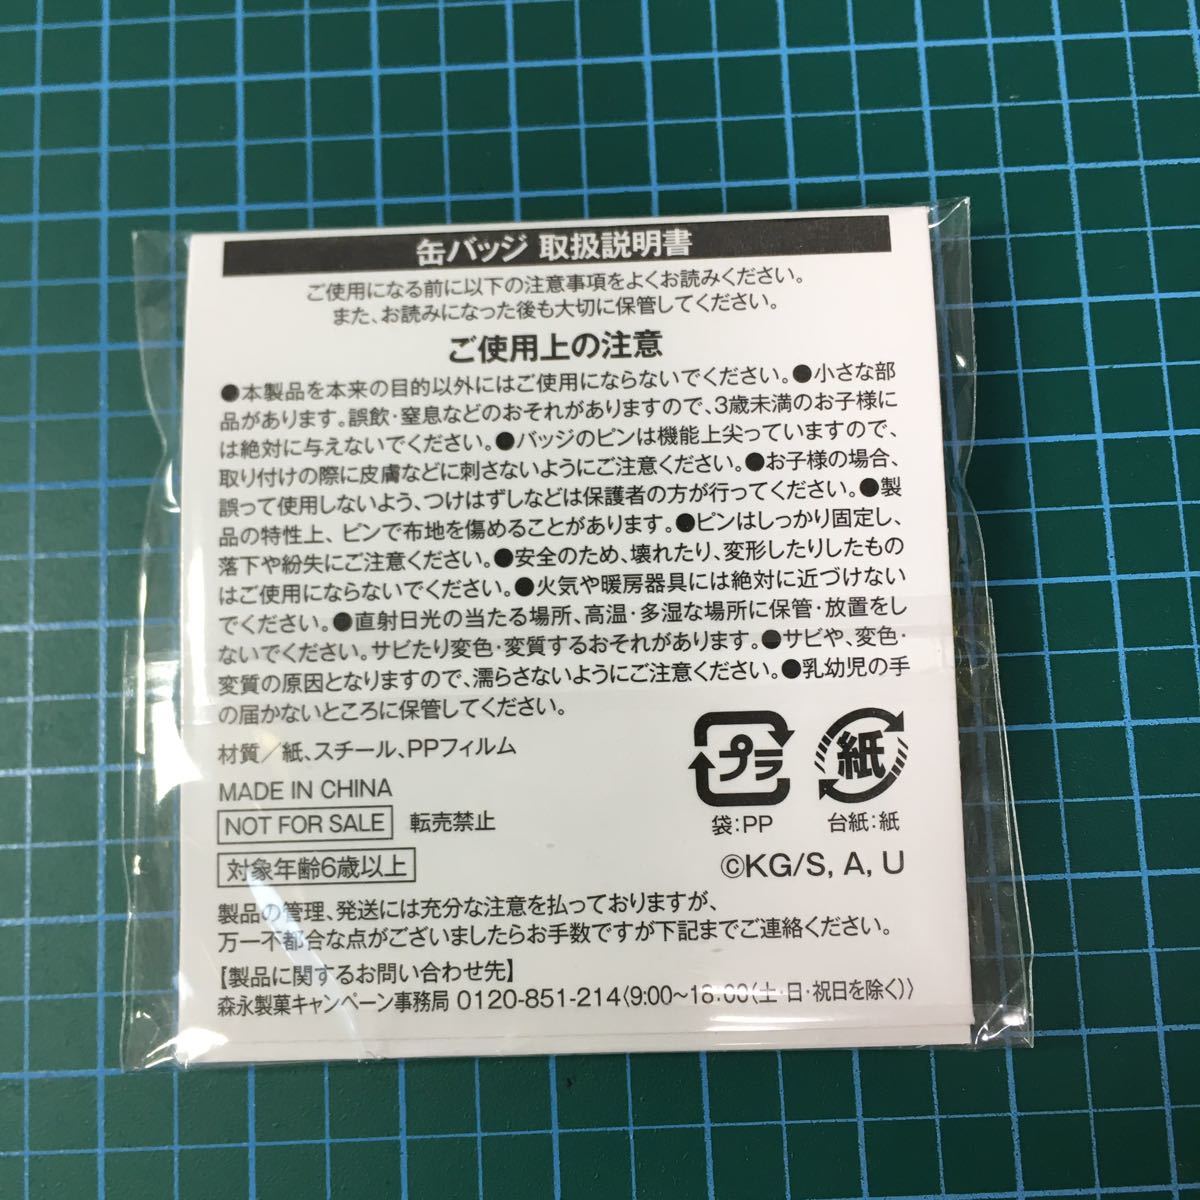 缶バッジ 取扱説明書
ご使用になる前に以下の注意事項をよくお読みください。
また、お読みになった後も大切に保管してください。
ご使用上の注意
●本製品を本来の目的以外にはご使用にならないでください。●小さな部
品があります。誤飲・窒息などのおそれがありますので、3歳未満のお子様に
は絶対に与えないでください。●バッジのピンは機能上尖っていますので、
取り付けの際に皮膚などに刺さないようにご注意ください。●お子様の場合、
誤って使用しないよう、つけはずしなどは保護者の方が行ってください。●製
品の特性上、ピンで布地を傷めることがあります。●ピンはしっかり固定し、
落下や紛失にご注意ください。●安全のため、壊れたり、変形したりしたもの
はご使用にならないでください。●火気や暖房器具には絶対に近づけない
でください。●直射日光の当たる場所、高温・多湿な場所に保管・放置をし
ないでください。サビたり変色・変質するおそれがあります。●サビや、変色・
変質の原因となりますので、濡らさないようにご注意ください。●乳幼児の手
の届かないところに保管してください。
材質／紙、スチール、PPフィルム
MADE IN CHINA
NOT FOR SALE 転売禁止
対象年齢6歳以上
プラ
袋:PP
紙
台紙:紙
©KG/S, A, U
製品の管理、発送には充分な注意を払っておりますが、
万一不都合な点がございましたらお手数ですが下記までご連絡ください。
【製品に関するお問い合わせ先】
森永製菓キャンペーン事務局 0120-851-214〈9:00〜18:00(土・日・祝日を除く)〉